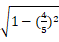 √(1 − (4/5)²)